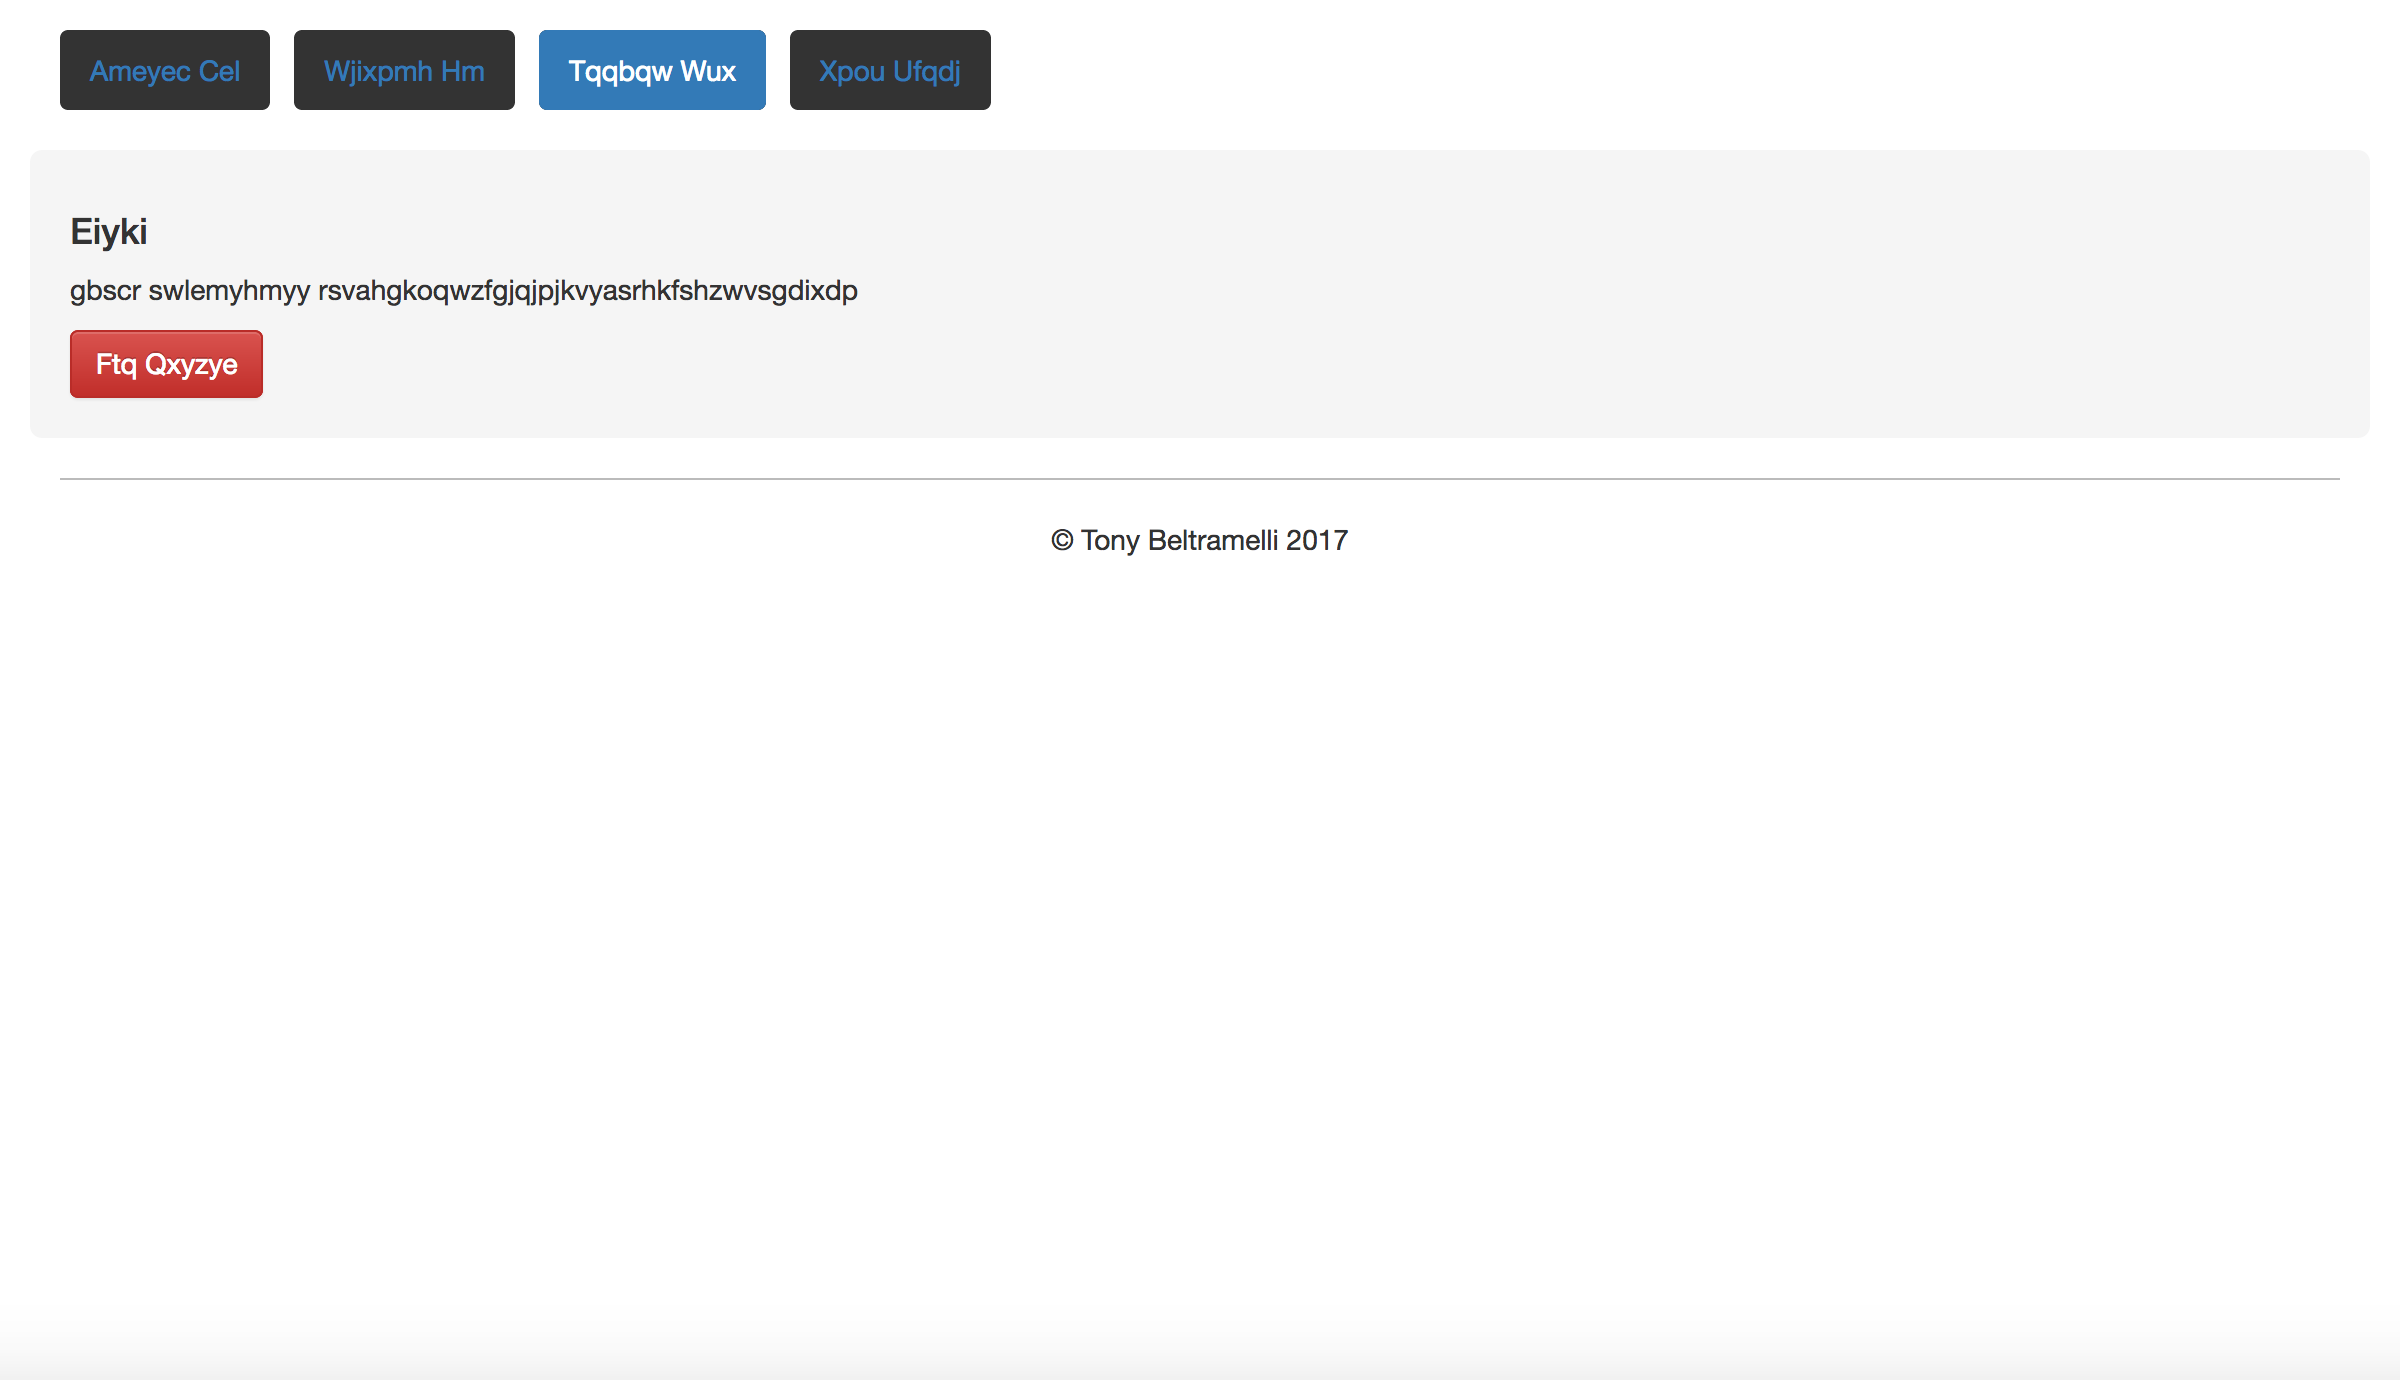 Ameyec Cel Wjixpmh Hm Tqqbqw Wux Xpou Ufqdj
Eiyki
gbscr swlemyhmyy rsvahgkoqwzfgjqjpjkvyasrhkfshzwvsgdixdp
Ftq Qxyzye
© Tony Beltramelli 2017